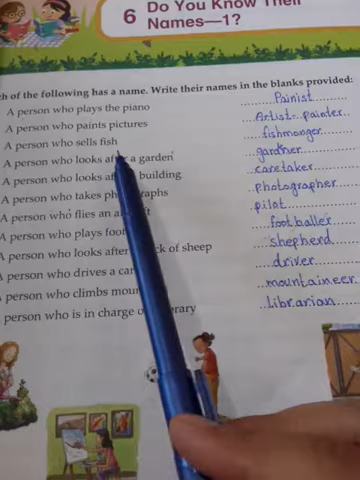 6
Do You Know Their
Names—1?
ch of the following has a name. Write their names in the blanks provided:
A person who plays the piano ..........Painist..........
A person who paints pictures ....Artist- painter....
A person who sells fish ....fishmonger....
A person who looks a a garden ....gardner....
A person who looks af building ....caretaker....
A person who takes ph graphs ....photographer
A person who flies an a t pilot
A person who plays foo ....footballer
A person who looks after ck of sheep ....shepherd
A person who drives a car ....driver....
A person who climbs mou ....mountaineer
person who is in charge o rary ....librarian....